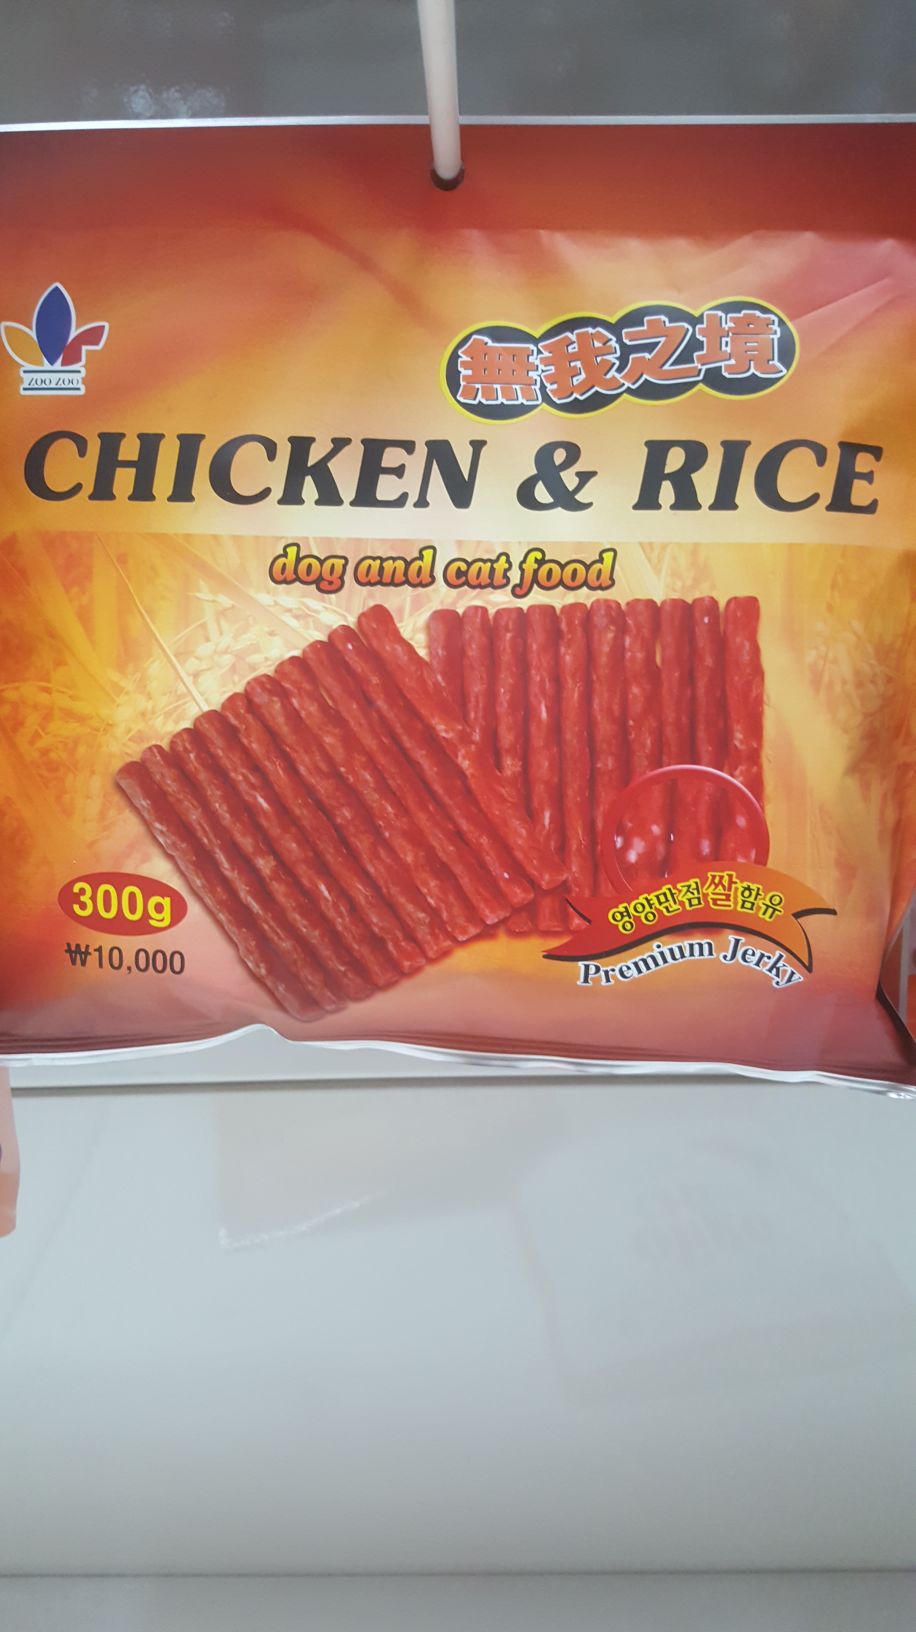 ZOO ZOO
無我之境
CHICKEN & RICE
dog and cat food
300g
₩10,000
영양만점쌀함유
Premium Jerky